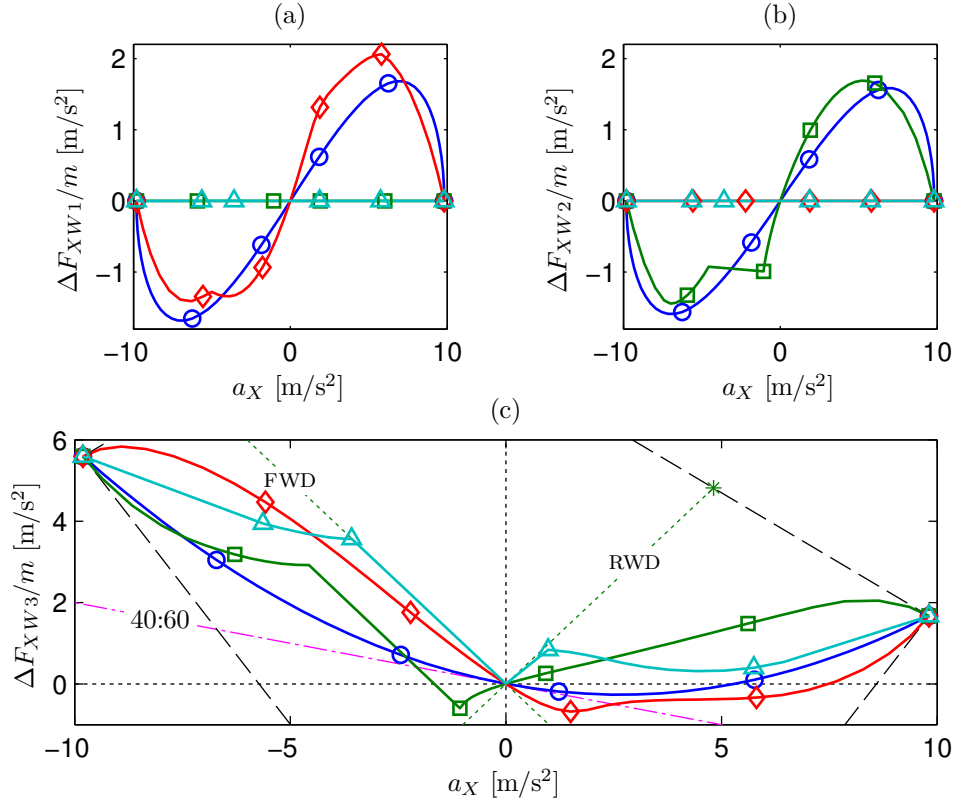 (a)
2
1
0
−1
−10
0
10
ΔF_{XW1}/m [m/s²]
a_X [m/s²]
(b)
2
1
0
−1
−10
0
10
ΔF_{XW2}/m [m/s²]
a_X [m/s²]
(c)
6
4
2
0
−10
−5
0
5
10
ΔF_{XW3}/m [m/s²]
a_X [m/s²]
FWD
RWD
40:60